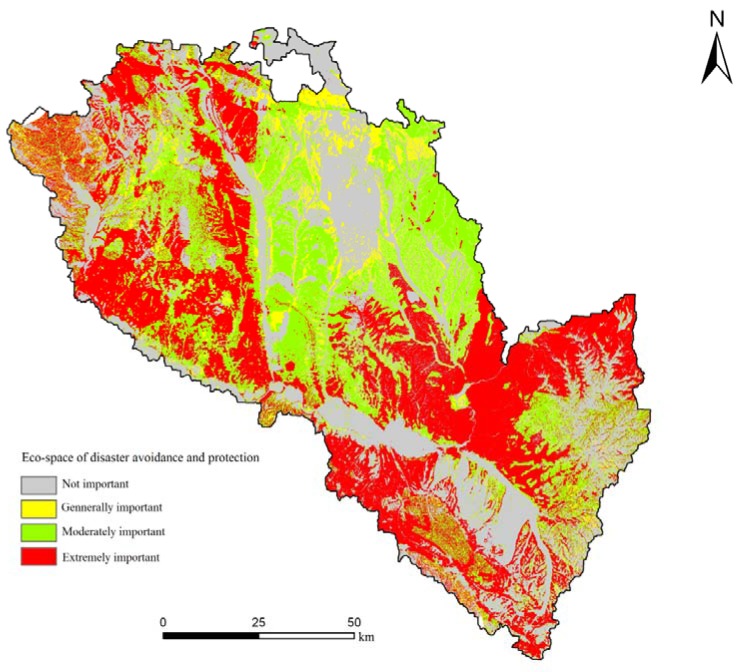 N
Eco-space of disaster avoidance and protection
Not important
Gennerally important
Moderately important
Extremely important
0 25 50
km